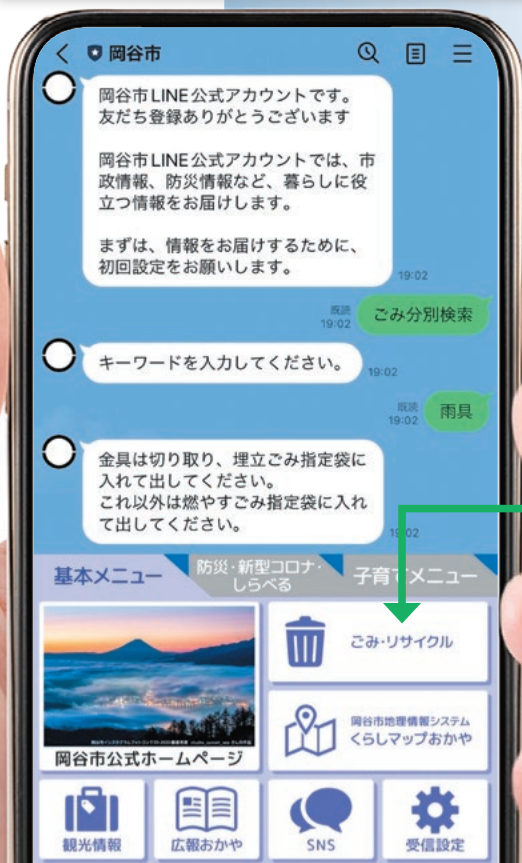 岡谷市
岡谷市LINE公式アカウントです。
友だち登録ありがとうございます
岡谷市LINE公式アカウントでは、市
政情報、防災情報など、暮らしに役
立つ情報をお届けします。
まずは、情報をお届けするために、
初回設定をお願いします。
19:02
既読
19:02
ごみ分別検索
キーワードを入力してください。
19:02
既読
19:02
雨具
金具は切り取り、埋立ごみ指定袋に
入れて出してください。
これ以外は燃やすごみ指定袋に入れ
て出してください。
基本メニュー
防災・新型コロナ・
しらべる
子育てメニュー
ごみ・リサイクル
岡谷市公式ホームページ
岡谷市地理情報システム
くらしマップおかや
観光情報
広報おかや
SNS
受信設定